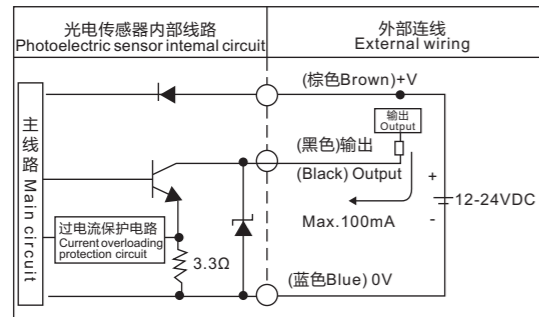 光电传感器内部线路
Photoelectric sensor internal circuit
外部连线
External wiring
(棕色Brown)+V
输出
Output
主线路 Main circuit
(黑色)输出
(Black) Output
+
12-24VDC
-
Max.100mA
过电流保护电路
Current overloading
protection circuit
3.3Ω
(蓝色Blue) 0V